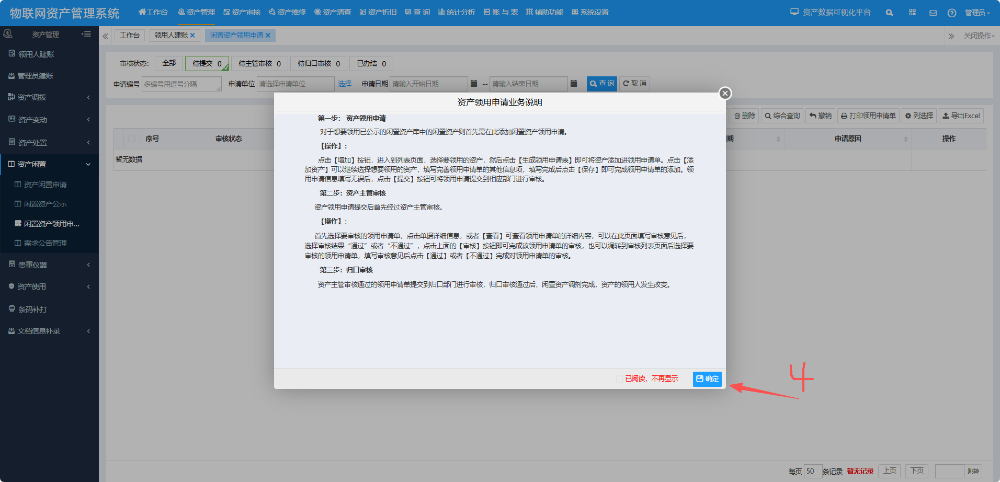 物联网资产管理系统 工作台 资产管理 资产审核 资产维修 资产清查 资产折旧 查 询 统计分析 账 与 表 辅助功能 系统设置 资产数据可视化平台 管理员
资产管理
工作台 领用人建账 闲置资产领用申请 关闭操作
领用人建账
管理员建账
资产调拨
资产变动
资产处置
资产闲置
资产闲置申请
闲置资产公示
闲置资产领用申...
需求公告管理
贵重仪器
资产使用
条码补打
文档信息补录
审核状态： 全部 待提交 0 待主管审核 0 待归口审核 0 已办结 0
申请编号 多编号用逗号分隔 申请单位 请选择申请单位 选择 申请日期 请输入开始日期 -- 请输入结束日期 查 询 取 消
删除 综合查询 撤销 打印领用申请单 列选择 导出Excel
序号 审核状态 期 申请原因 操作
暂无数据
资产领用申请业务说明
第一步： 资产领用申请
对于想要领用已公示的闲置资产库中的闲置资产则首先需在此添加闲置资产领用申请。
【操作】：
点击【增加】按钮，进入到列表页面，选择要领用的资产，然后点击【生成领用申请表】即可将资产添加进领用申请单。点击【添
加资产】可以继续选择想要领用的资产，填写完善领用申请单的其他信息项，填写完成后点击【保存】即可完成领用申请单的添加。领
用申请信息填写无误后，点击【提交】按钮可将领用申请提交到相应部门进行审核。
第二步：资产主管审核
资产领用申请提交后首先经过资产主管审核。
【操作】：
首先选择要审核的领用申请单，点击单据详细信息，或者【查看】可查看领用申请单的详细内容，可以在此页面填写审核意见后，
选择审核结果“通过”或者“不通过”，点击上面的【审核】按钮即可完成该领用申请单的审核，也可以调转到审核列表页面后选择要
审核的领用申请单，填写审核意见后点击【通过】或者【不通过】完成对领用申请单的审核。
第三步：归口审核
资产主管审核通过的领用申请单提交到归口部门进行审核，归口审核通过后，闲置资产调剂完成，资产的领用人发生改变。
已阅读，不再显示 确定
4
每页 50 条记录 暂无记录 上页 下页 跳转